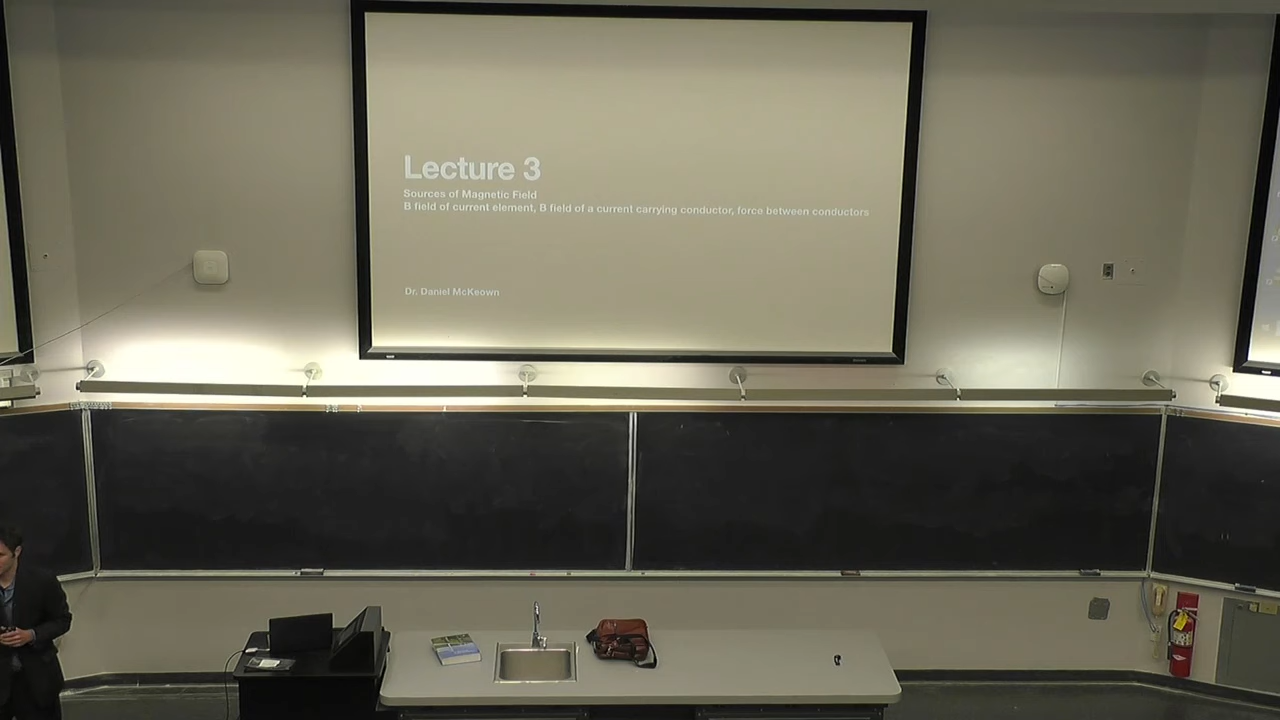 Lecture 3
Sources of Magnetic Field
B field of current element, B field of a current carrying conductor, force between conductors
Dr. Daniel McKeown